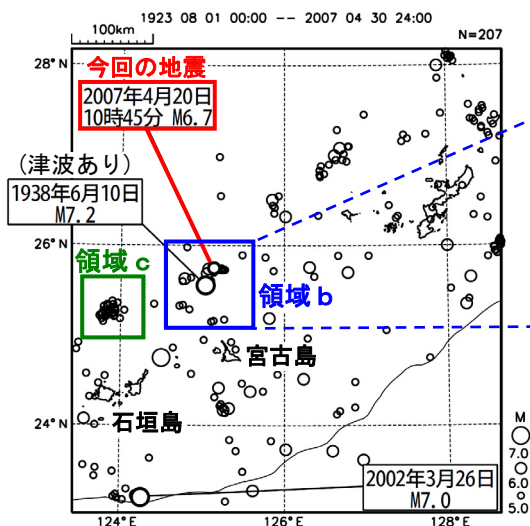 1923 08 01 00:00 -- 2007 04 30 24:00
100km
N=207
28°N
今回の地震
2007年4月20日
10時45分 M6.7
(津波あり)
1938年6月10日
M7.2
26°N
領域c
領域b
宮古島
石垣島
24°N
M
7.0
6.0
5.0
2002年3月26日
M7.0
124°E
126°E
128°E